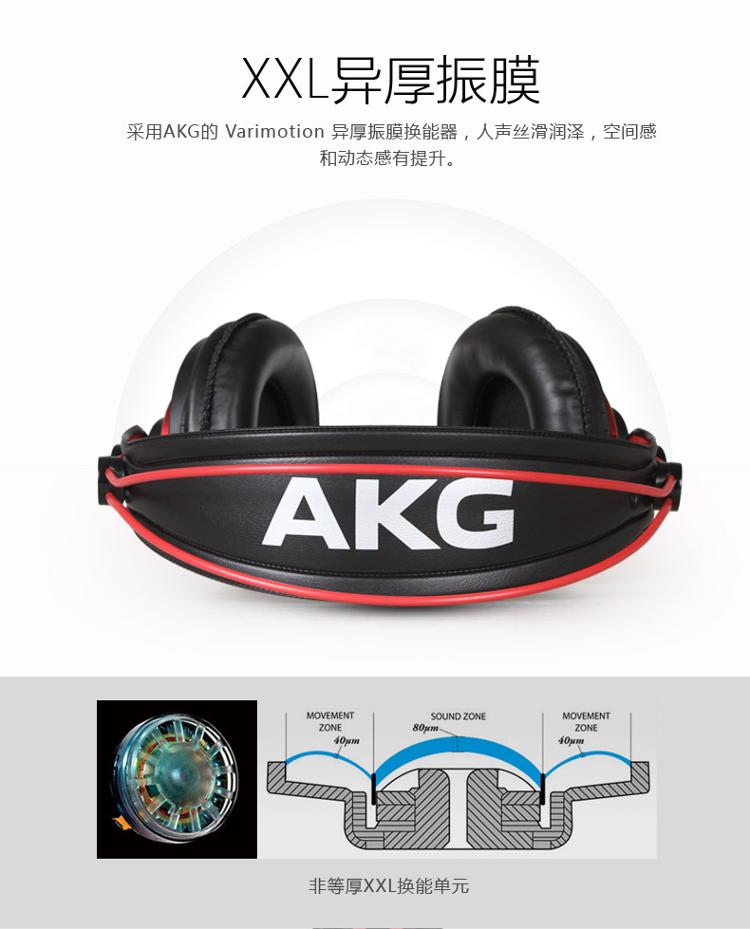 XXL异厚振膜
采用AKG的 Varimotion 异厚振膜换能器，人声丝滑润泽，空间感
和动态感有提升。
AKG
MOVEMENT
ZONE
40μm
SOUND ZONE
80μm
MOVEMENT
ZONE
40μm
非等厚XXL换能单元